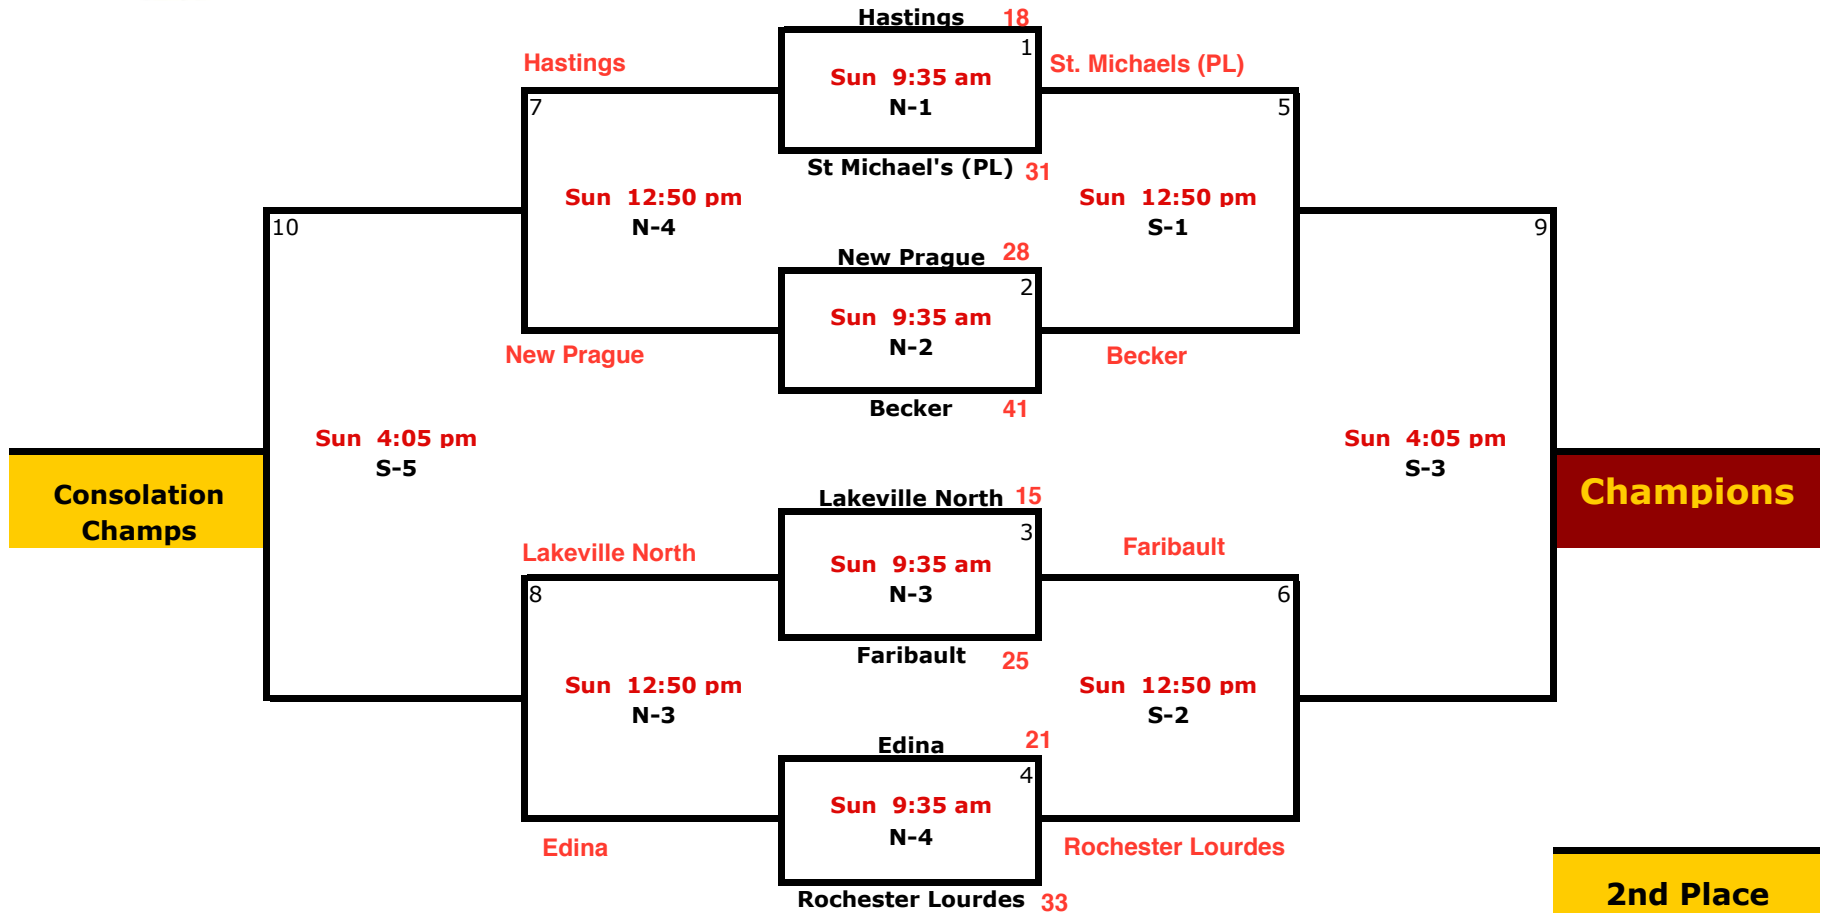 Hastings 18
1
Hastings
St. Michaels (PL)
Sun 9:35 am
N-1
7
5
St Michael's (PL) 31
Sun 12:50 pm
N-4
Sun 12:50 pm
S-1
10
9
New Prague 28
2
Sun 9:35 am
N-2
New Prague
Becker
Becker 41
Sun 4:05 pm
S-5
Sun 4:05 pm
S-3
Consolation
Champs
Champions
Lakeville North 15
3
Lakeville North
Faribault
Sun 9:35 am
N-3
8
6
Faribault 25
Sun 12:50 pm
N-3
Sun 12:50 pm
S-2
Edina 21
4
Sun 9:35 am
N-4
Edina
Rochester Lourdes
Rochester Lourdes 33
2nd Place